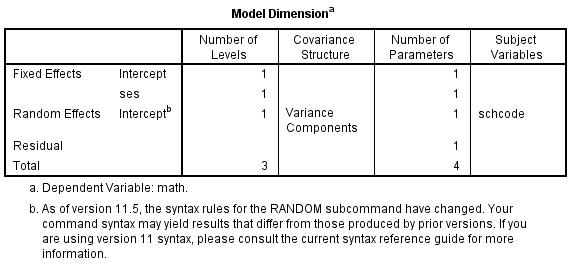 Model Dimensiona
Number of Levels Covariance Structure Number of Parameters Subject Variables
Fixed Effects Intercept 1 1
ses 1 1
Random Effects Interceptb 1 Variance Components 1 schcode
Residual 1
Total 3 4
a. Dependent Variable: math.
b. As of version 11.5, the syntax rules for the RANDOM subcommand have changed. Your
command syntax may yield results that differ from those produced by prior versions. If you
are using version 11 syntax, please consult the current syntax reference guide for more
information.